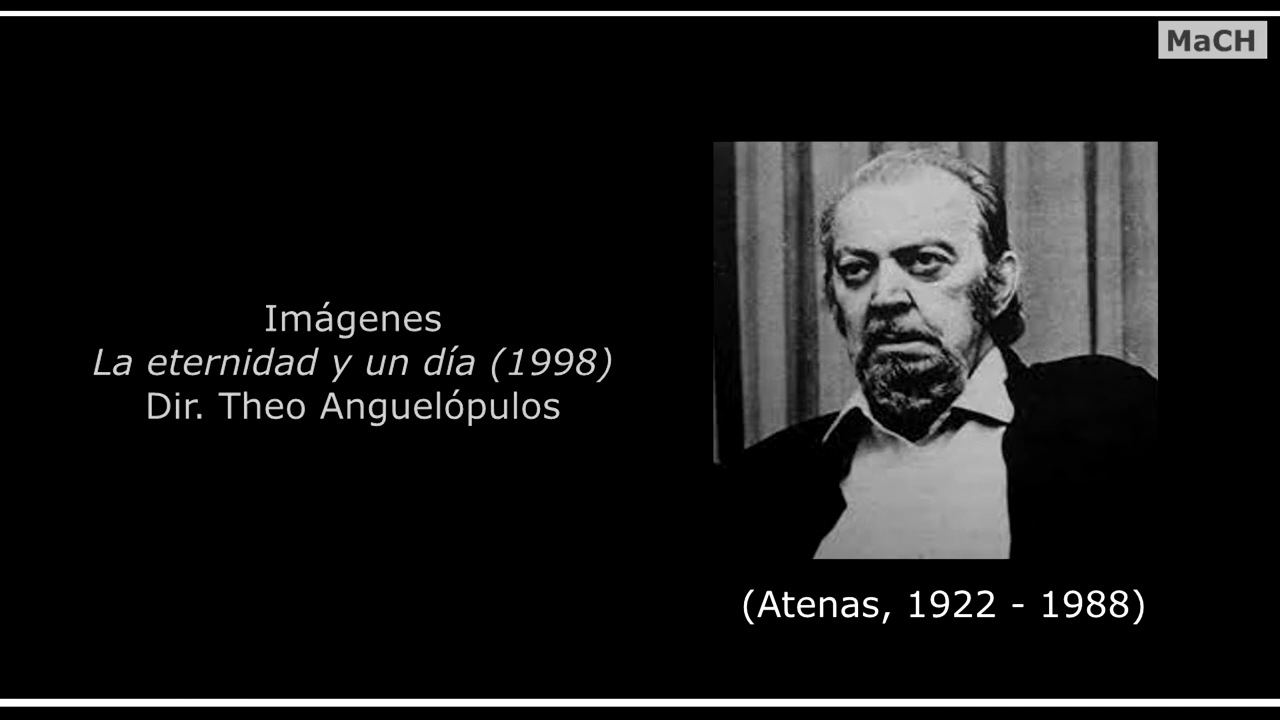 MaCH
Imágenes
La eternidad y un día (1998)
Dir. Theo Anguelópulos
(Atenas, 1922 - 1988)